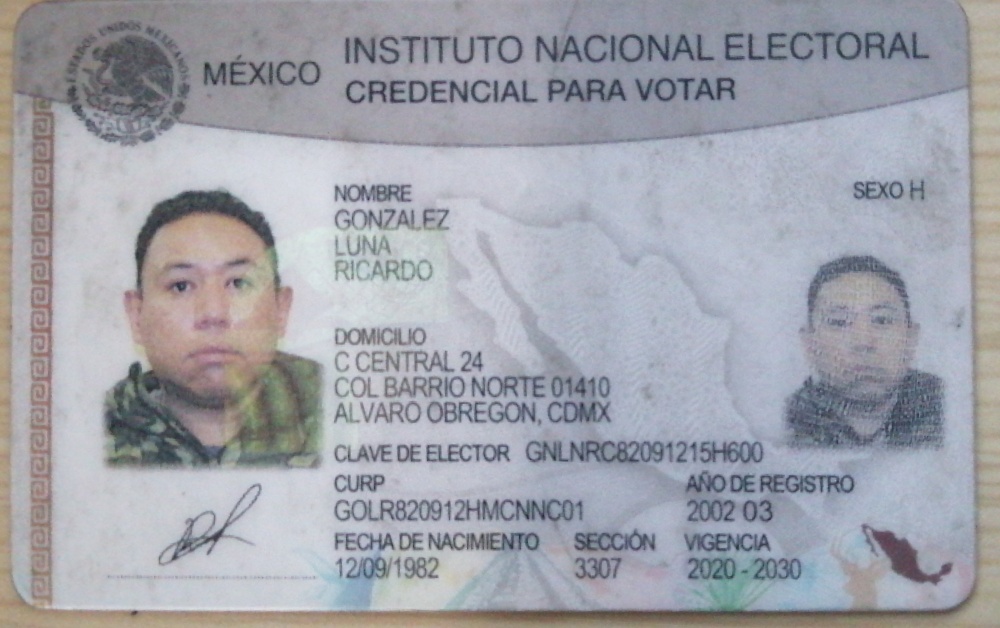 ESTADOS UNIDOS MEXICANOS
MÉXICO
INSTITUTO NACIONAL ELECTORAL
CREDENCIAL PARA VOTAR
NOMBRE
SEXO H
GONZALEZ
LUNA
RICARDO
DOMICILIO
C CENTRAL 24
COL BARRIO NORTE 01410
ALVARO OBREGON, CDMX
CLAVE DE ELECTOR GNLNRC82091215H600
CURP
GOLR820912HMCNNC01
AÑO DE REGISTRO
2002 03
FECHA DE NACIMIENTO
12/09/1982
SECCIÓN
3307
VIGENCIA
2020 - 2030